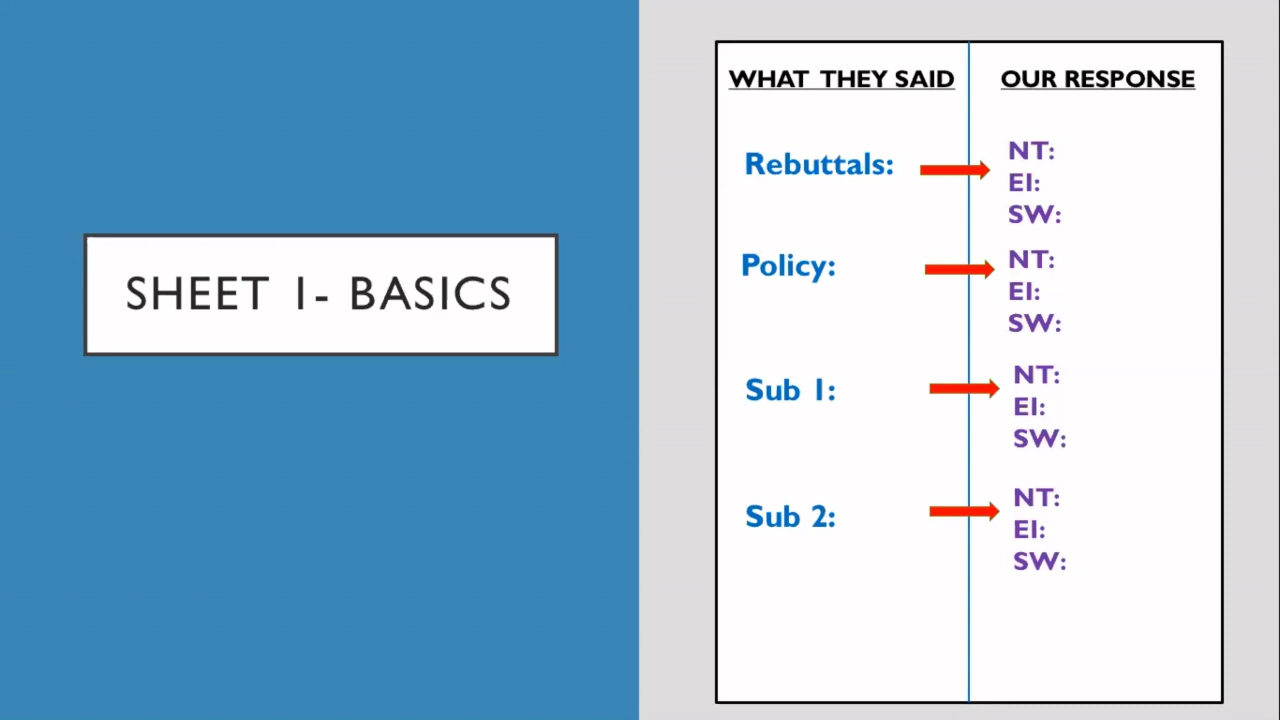 SHEET 1- BASICS
WHAT THEY SAID
OUR RESPONSE
Rebuttals:
NT:
EI:
SW:
Policy:
NT:
EI:
SW:
Sub 1:
NT:
EI:
SW:
Sub 2:
NT:
EI:
SW: